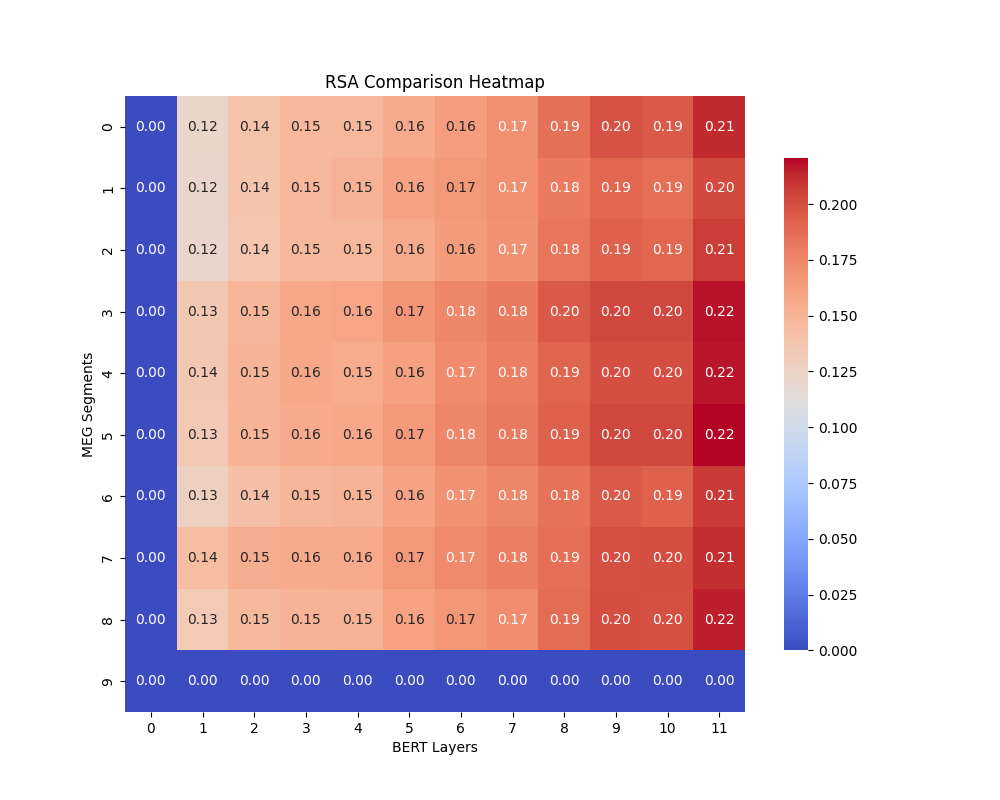 RSA Comparison Heatmap
0 0.00 0.12 0.14 0.15 0.15 0.16 0.16 0.17 0.19 0.20 0.19 0.21
1 0.00 0.12 0.14 0.15 0.15 0.16 0.17 0.17 0.18 0.19 0.19 0.20
2 0.00 0.12 0.14 0.15 0.15 0.16 0.16 0.17 0.18 0.19 0.19 0.21
3 0.00 0.13 0.15 0.16 0.16 0.17 0.18 0.18 0.20 0.20 0.20 0.22
4 0.00 0.14 0.15 0.16 0.15 0.16 0.17 0.18 0.19 0.20 0.20 0.22
5 0.00 0.13 0.15 0.16 0.16 0.17 0.18 0.18 0.19 0.20 0.20 0.22
6 0.00 0.13 0.14 0.15 0.15 0.16 0.17 0.18 0.18 0.20 0.19 0.21
7 0.00 0.14 0.15 0.16 0.16 0.17 0.17 0.18 0.19 0.20 0.20 0.21
8 0.00 0.13 0.15 0.15 0.15 0.16 0.17 0.17 0.19 0.20 0.20 0.22
9 0.00 0.00 0.00 0.00 0.00 0.00 0.00 0.00 0.00 0.00 0.00 0.00
0 1 2 3 4 5 6 7 8 9 10 11
BERT Layers
MEG Segments
0.200
0.175
0.150
0.125
0.100
0.075
0.050
0.025
0.000